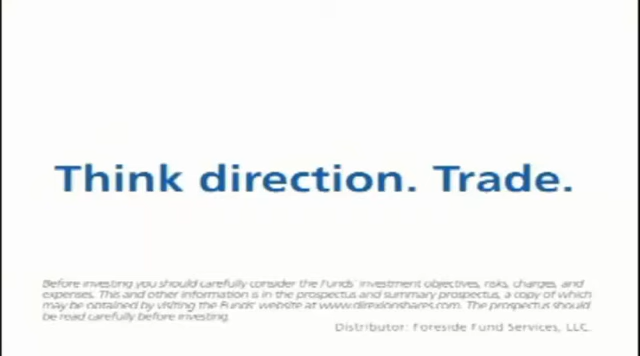 Think direction. Trade.
Before investing you should carefully consider the Funds' investment objectives, risks, charges, and
expenses. This and other information is in the prospectus and summary prospectus, a copy of which
may be obtained by visiting the Funds' website at www.direxionshares.com. The prospectus should
be read carefully before investing.
Distributor: Foreside Fund Services, LLC.